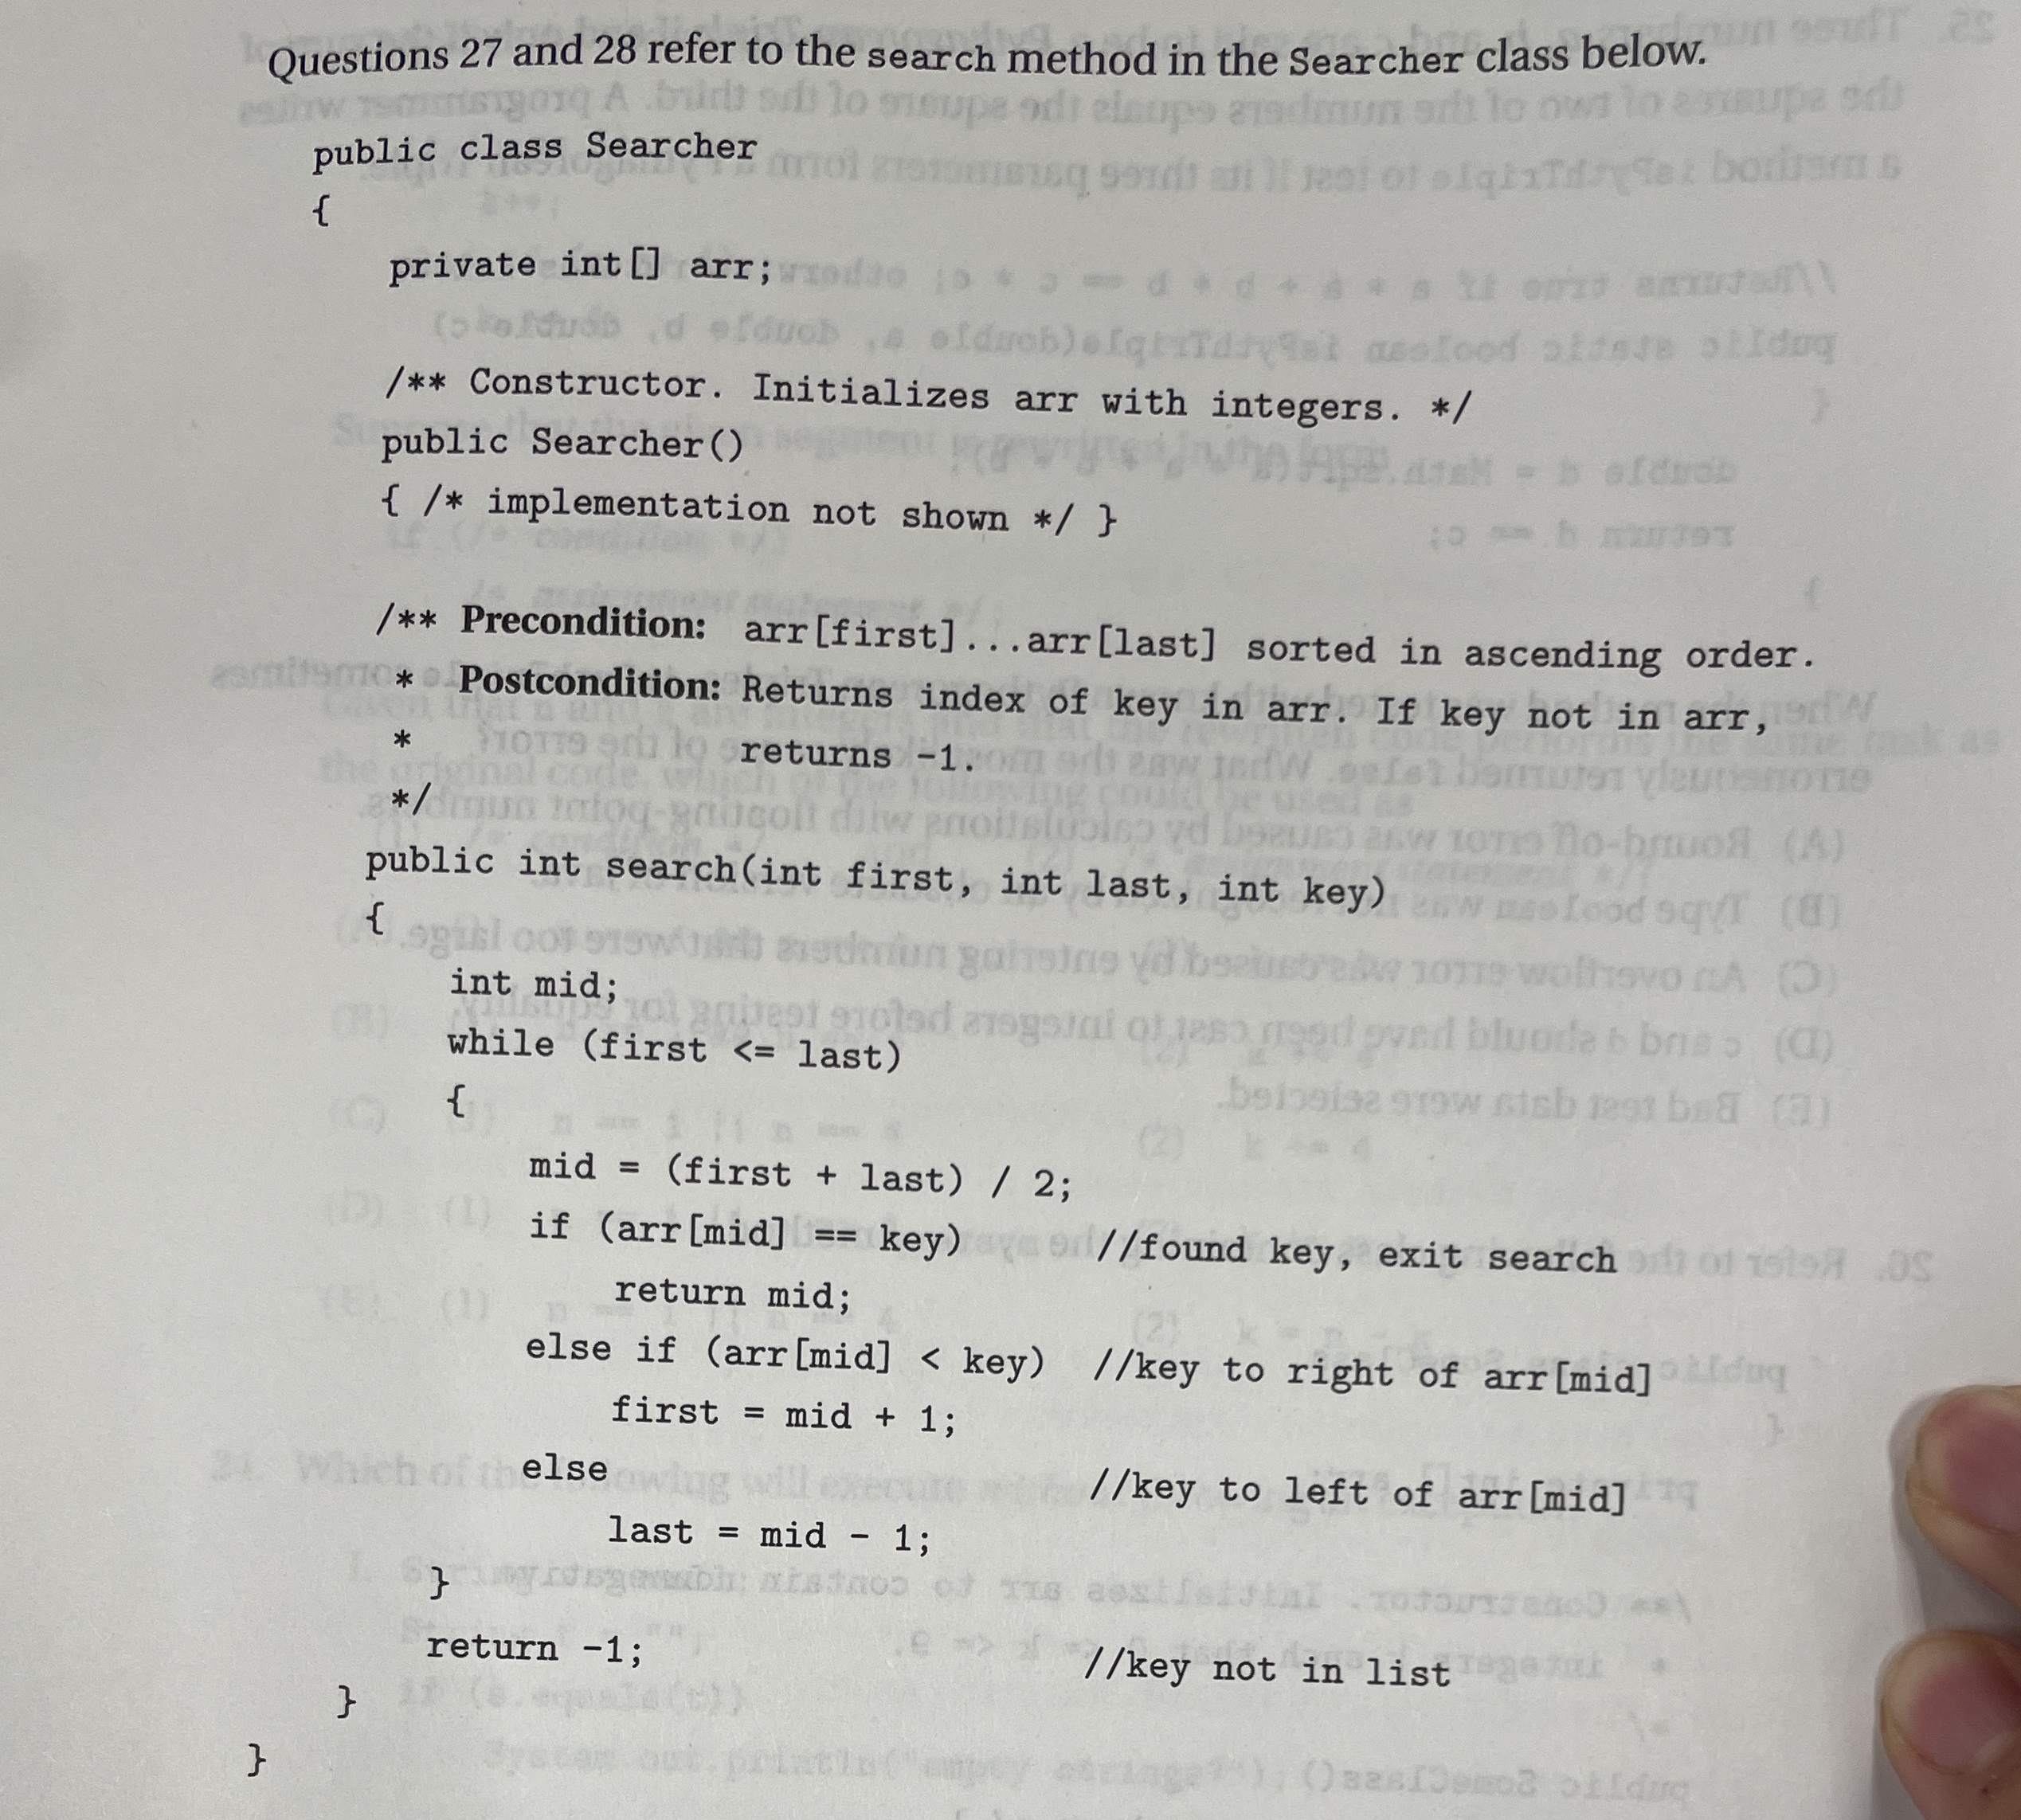 Questions 27 and 28 refer to the search method in the Searcher class below.
public class Searcher
{
private int[] arr;
/** Constructor. Initializes arr with integers. */
public Searcher()
{ /* implementation not shown */ }
/** Precondition: arr[first]...arr[last] sorted in ascending order.
* Postcondition: Returns index of key in arr. If key not in arr,
* returns -1.
*/
public int search(int first, int last, int key)
{
int mid;
while (first <= last)
{
mid = (first + last) / 2;
if (arr[mid] == key) //found key, exit search
return mid;
else if (arr[mid] < key) //key to right of arr[mid]
first = mid + 1;
else //key to left of arr[mid]
last = mid - 1;
}
return -1; //key not in list
}
}